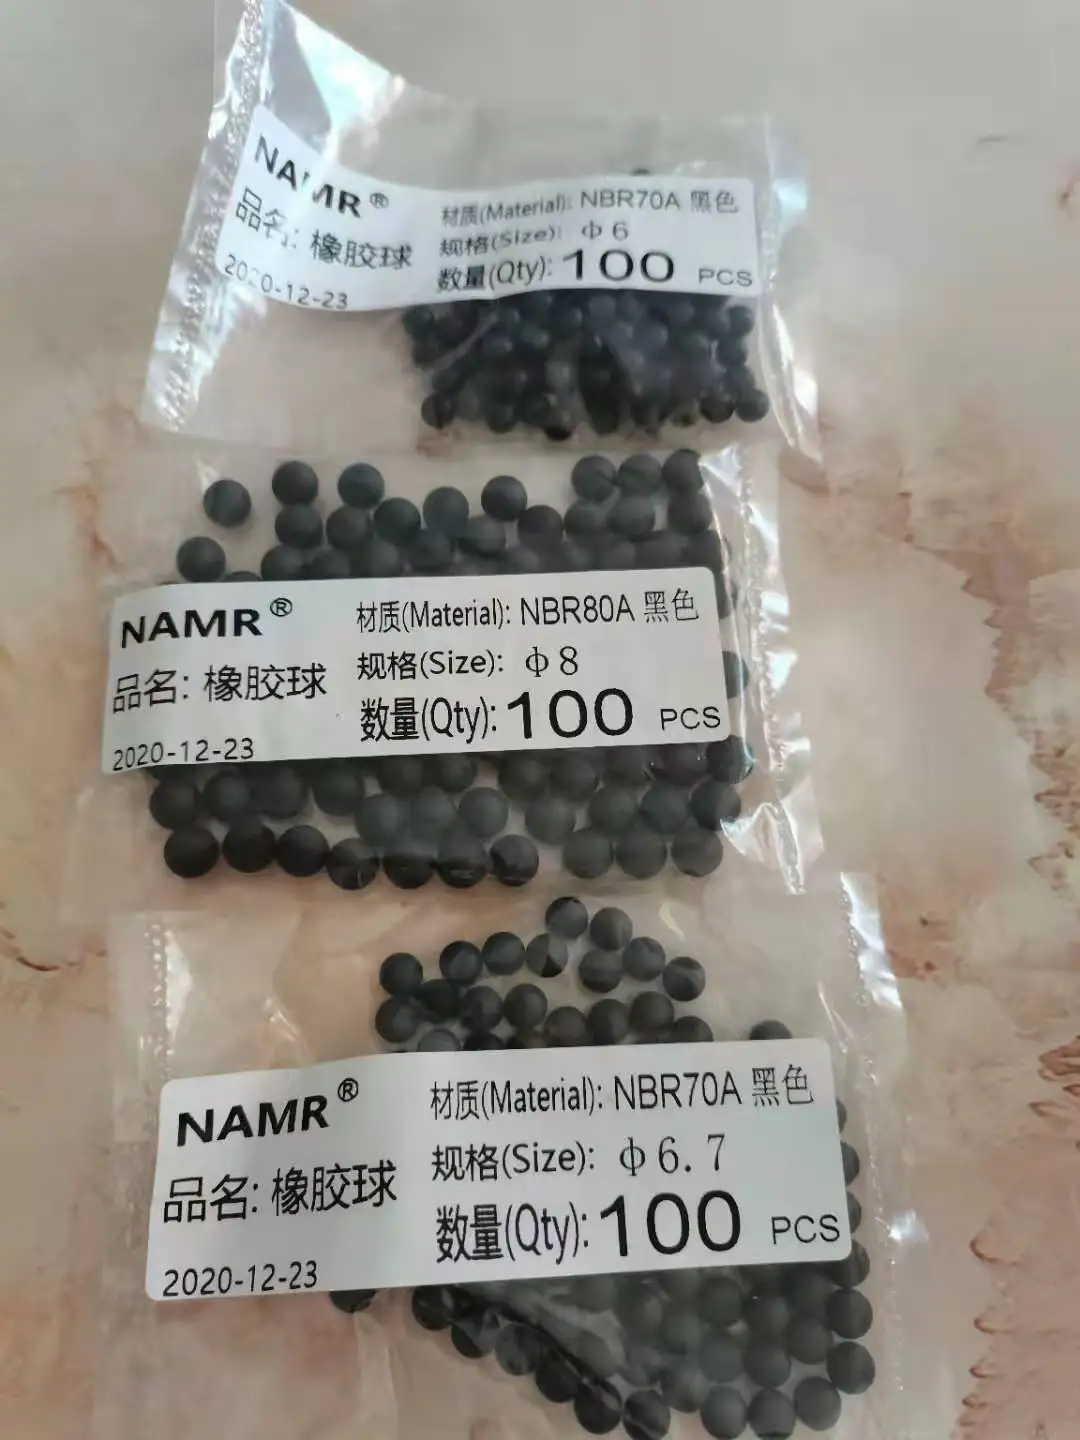 NAMR®
品名: 橡胶球
2020-12-23
材质(Material): NBR70A 黑色
规格(Size): Φ6
数量(Qty): 100 PCS
NAMR®
品名: 橡胶球
2020-12-23
材质(Material): NBR80A 黑色
规格(Size): Φ8
数量(Qty): 100 PCS
NAMR®
品名: 橡胶球
2020-12-23
材质(Material): NBR70A 黑色
规格(Size): Φ6.7
数量(Qty): 100 PCS